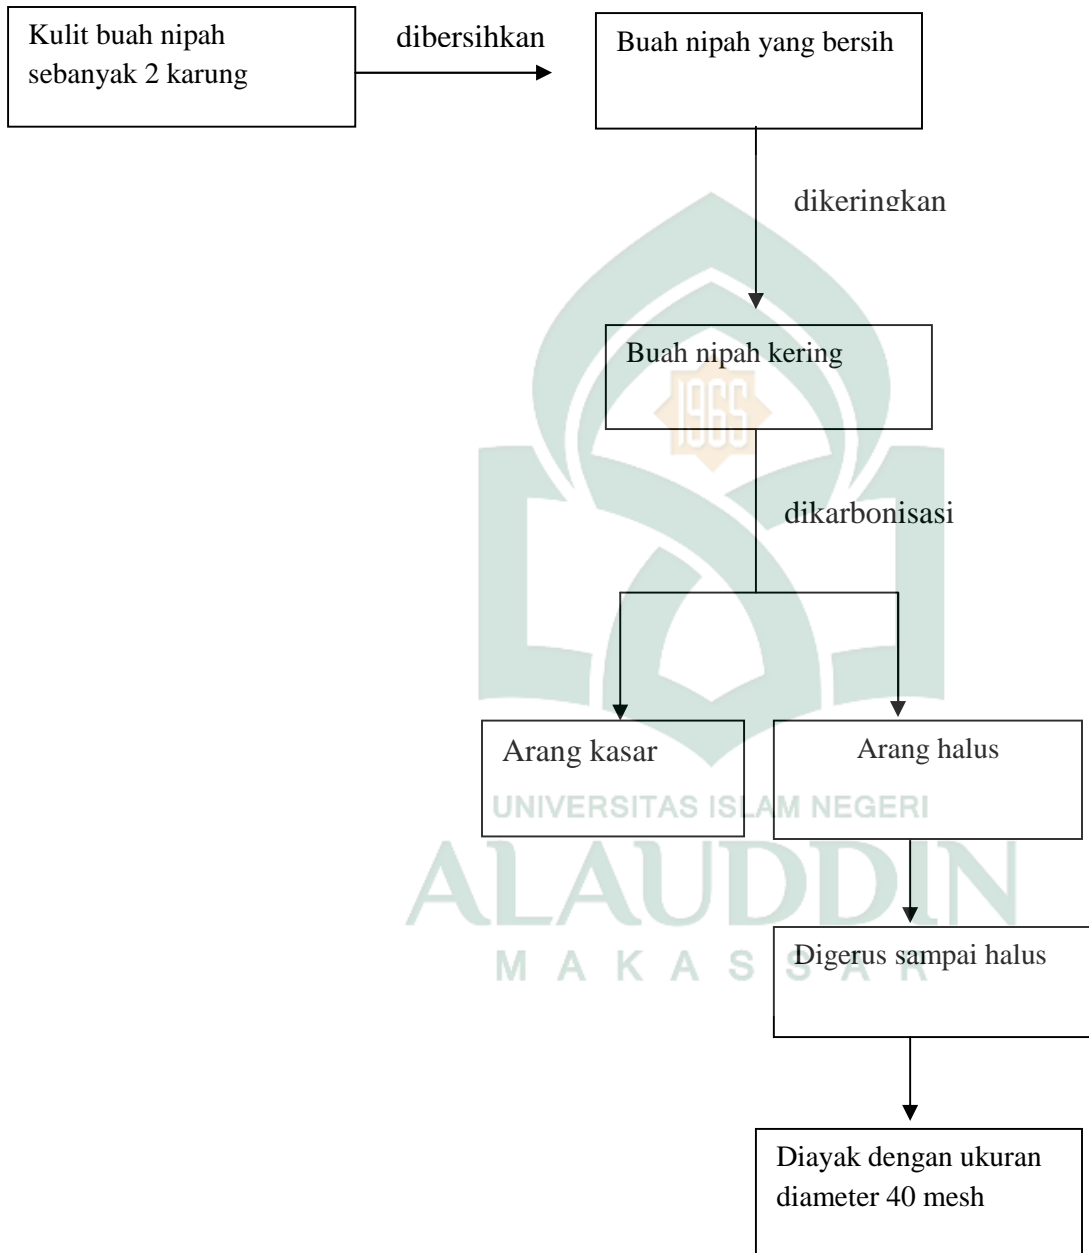 Kulit buah nipah
sebanyak 2 karung
dibersihkan
Buah nipah yang bersih
dikeringkan
Buah nipah kering
1965
dikarbonisasi
Arang kasar
Arang halus
UNIVERSITAS ISLAM NEGERI
ALAUDDIN
Digerus sampai halus
MAKASSAR
Diayak dengan ukuran
diameter 40 mesh